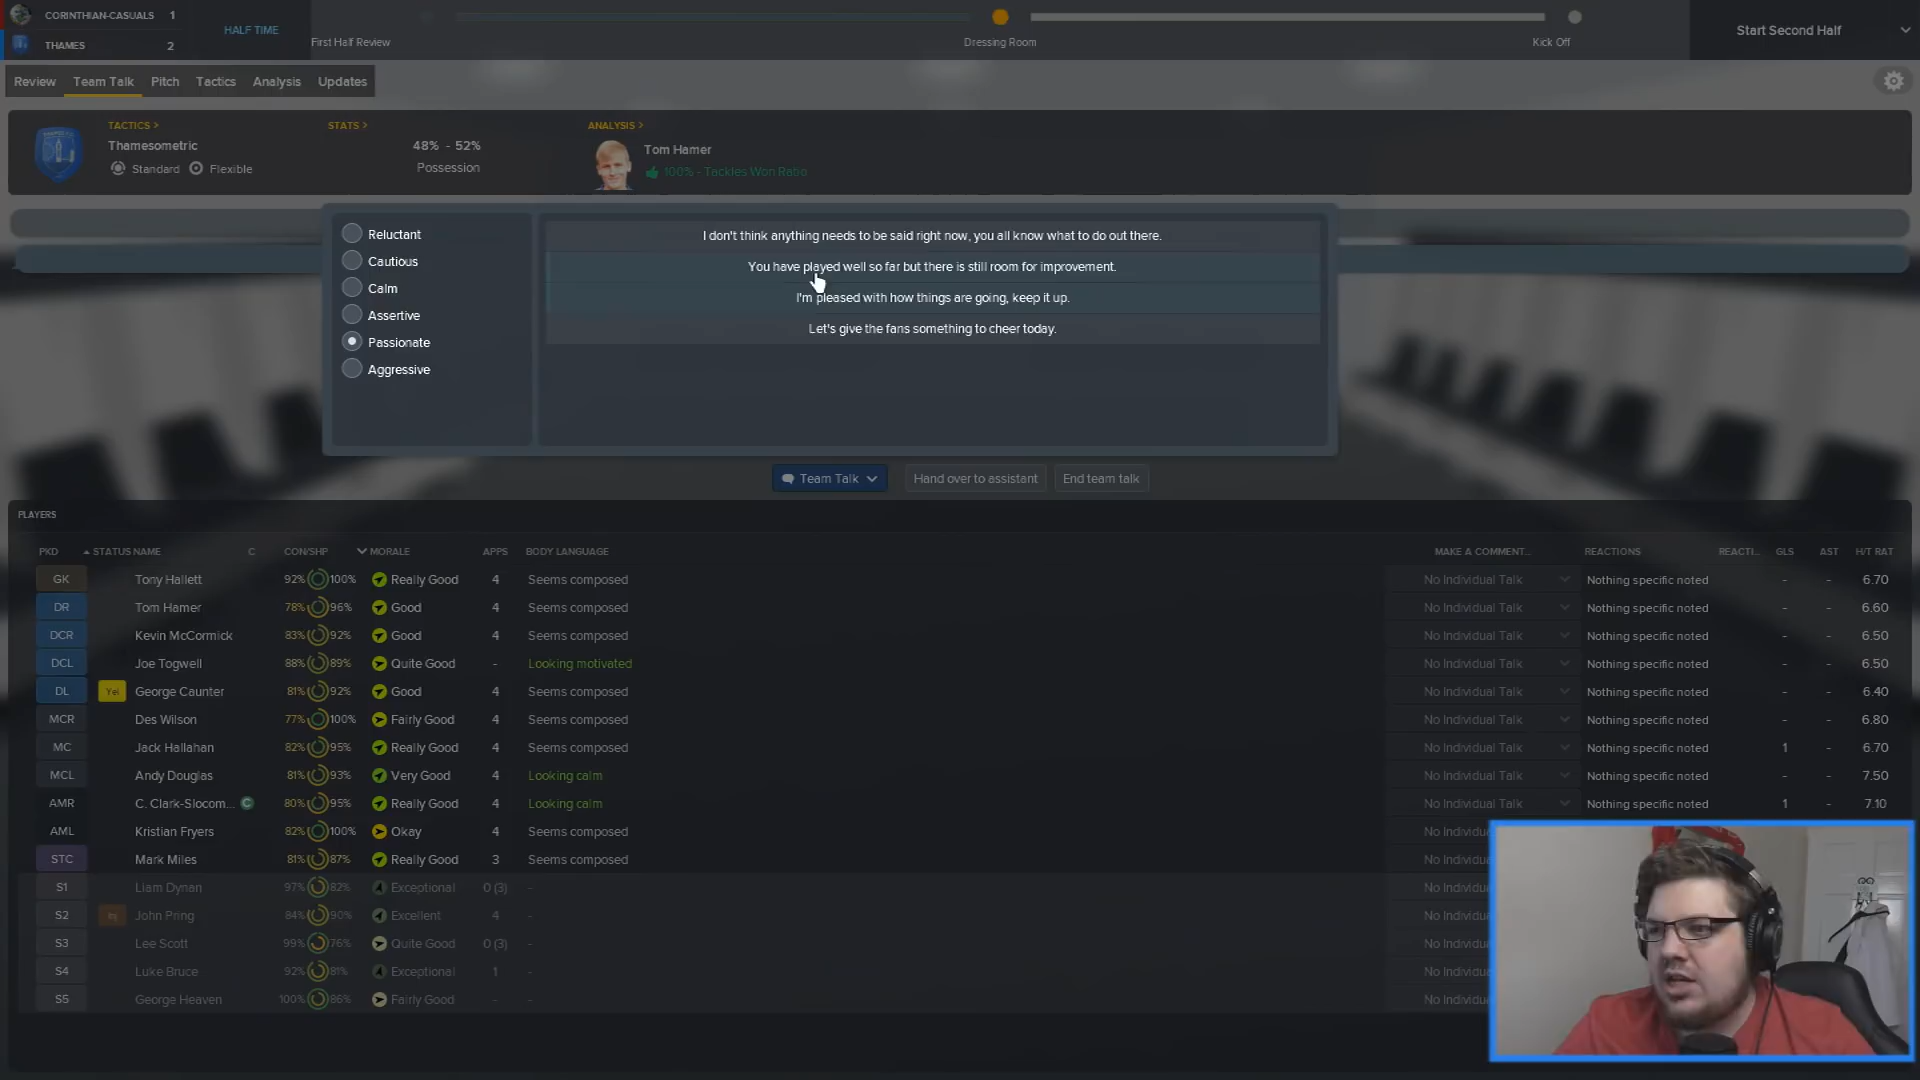 CORINTHIAN-CASUALS 1
THAMES 2
HALF TIME
First Half Review
Dressing Room
Kick Off
Start Second Half
Review Team Talk Pitch Tactics Analysis Updates
TACTICS > STATS > ANALYSIS >
Thamesometric 48% - 52% Tom Hamer
Standard Flexible Possession 100% - Tackles Won Ratio
Reluctant
Cautious
Calm
Assertive
Passionate
Aggressive
I don't think anything needs to be said right now, you all know what to do out there.
You have played well so far but there is still room for improvement.
I'm pleased with how things are going, keep it up.
Let's give the fans something to cheer today.
Team Talk Hand over to assistant End team talk
PLAYERS
PKD STATUS NAME C CON/SHP MORALE APPS BODY LANGUAGE MAKE A COMMENT... REACTIONS REACTI... GLS AST H/T RAT
GK Tony Hallett 92% 100% Really Good 4 Seems composed No Individual Talk Nothing specific noted - - 6.70
DR Tom Hamer 78% 96% Good 4 Seems composed No Individual Talk Nothing specific noted - - 6.60
DCR Kevin McCormick 83% 92% Good 4 Seems composed No Individual Talk Nothing specific noted - - 6.50
DCL Joe Togwell 88% 89% Quite Good - Looking motivated No Individual Talk Nothing specific noted - - 6.50
DL Yel George Caunter 81% 92% Good 4 Seems composed No Individual Talk Nothing specific noted - - 6.40
MCR Des Wilson 77% 100% Fairly Good 4 Seems composed No Individual Talk Nothing specific noted - - 6.80
MC Jack Hallahan 82% 95% Really Good 4 Seems composed No Individual Talk Nothing specific noted 1 - 6.70
MCL Andy Douglas 81% 93% Very Good 4 Looking calm No Individual Talk Nothing specific noted - - 7.50
AMR C. Clark-Slocom... C 80% 95% Really Good 4 Looking calm No Individual Talk Nothing specific noted 1 - 7.10
AML Kristian Fryers 82% 100% Okay 4 Seems composed No Individu
STC Mark Miles 81% 87% Really Good 3 Seems composed No Individu
S1 Liam Dynan 97% 82% Exceptional 0 (3) - No Individu
S2 Inj John Pring 84% 90% Excellent 4 - No Individu
S3 Lee Scott 99% 76% Quite Good 0 (3) - No Individu
S4 Luke Bruce 92% 81% Exceptional 1 - No Individu
S5 George Heaven 100% 86% Fairly Good - - No Individu